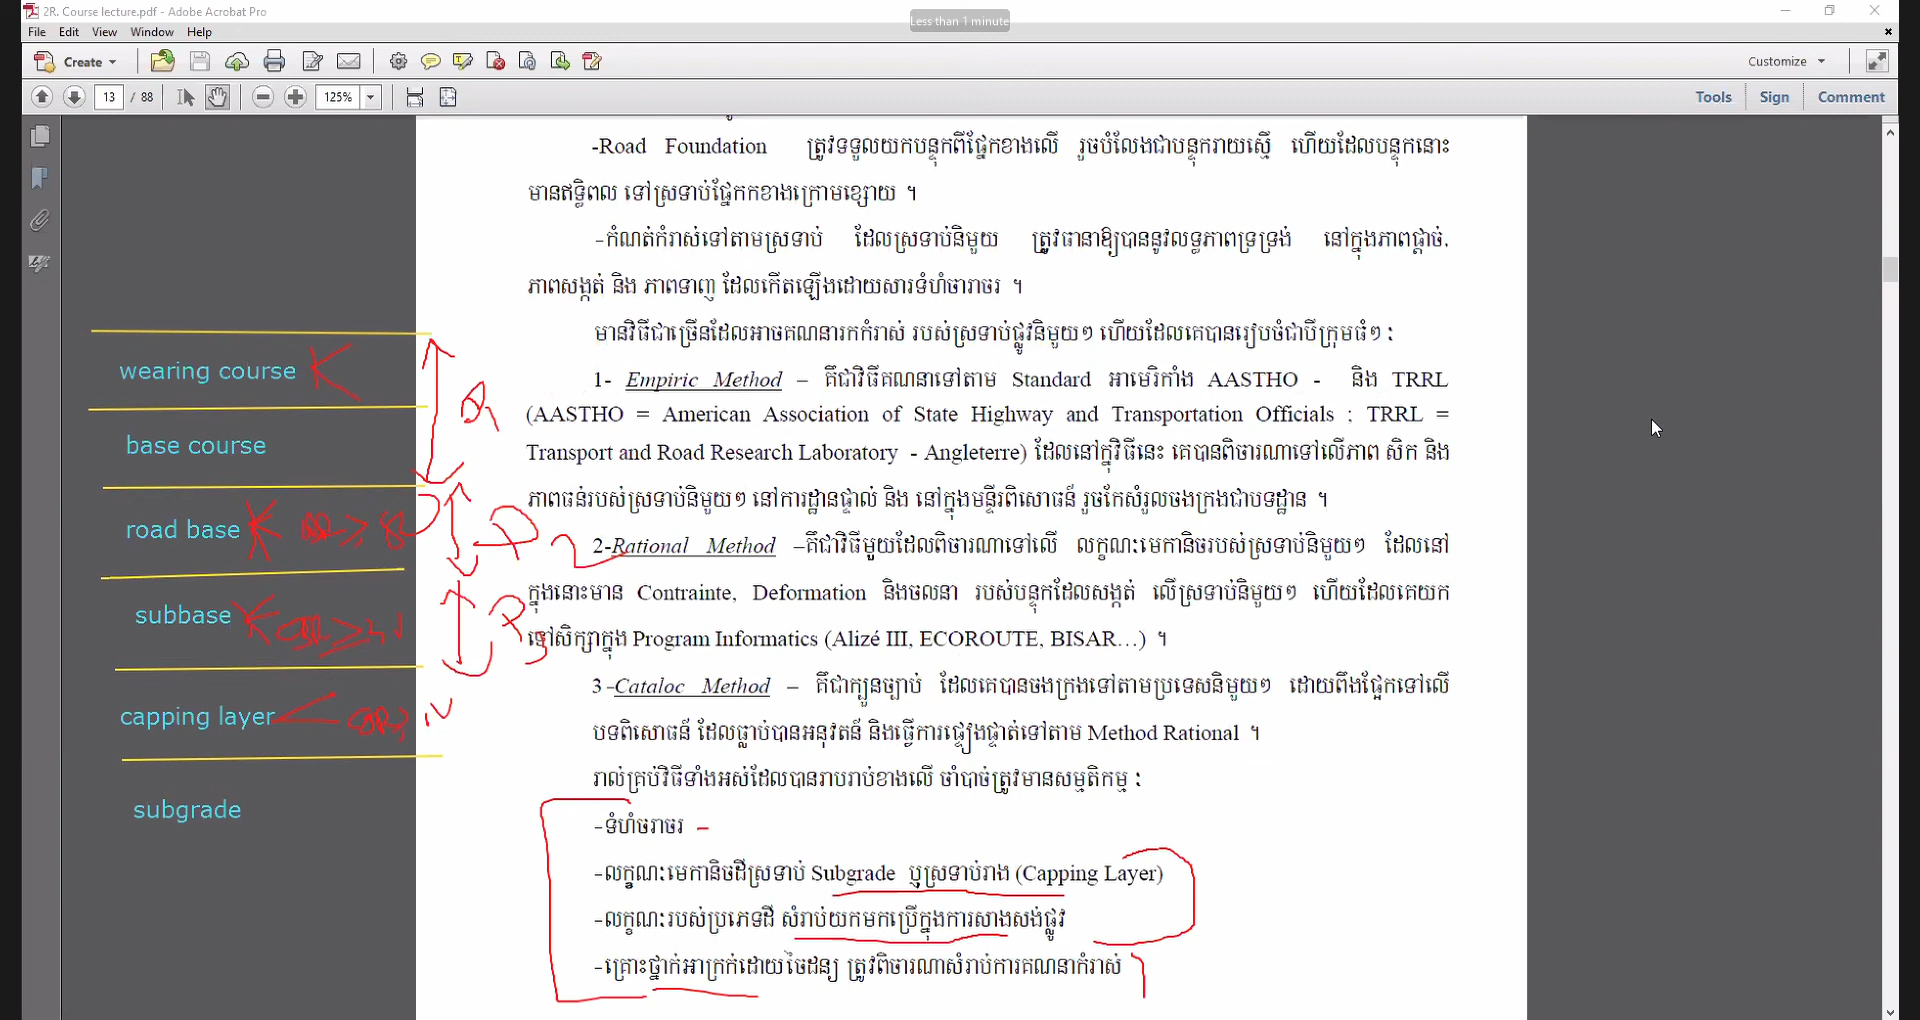 2R. Course lecture.pdf - Adobe Acrobat Pro
Less than 1 minute
File Edit View Window Help
Create
Customize
13 / 88
125%
Tools Sign Comment
-Road Foundation ត្រូវទទួលយកបន្ទុកពីផ្នែកខាងលើ រួចបំលែងជាបន្ទុករាយស្មើ ហើយដែលបន្ទុកនោះ
មានឥទ្ធិពល ទៅស្រទាប់ផ្នែកកខាងក្រោមខ្សោយ ។
-កំណត់កំរាស់ទៅតាមស្រទាប់ ដែលស្រទាប់និមួយ ត្រូវធានាឱ្យបាននូវលទ្ធភាពទ្រទ្រង់ នៅក្នុងភាពផ្តាច់,
ភាពសង្កត់ និង ភាពទាញ ដែលកើតឡើងដោយសារទំហំចារាចរ ។
មានវិធីជាច្រើនដែលអាចគណនារកកំរាស់ របស់ស្រទាប់ផ្លូវនិមួយៗ ហើយដែលគេបានរៀបចំជាបីក្រុមធំៗ :
1- Empiric Method – គឺជាវិធីគណនាទៅតាម Standard អាមេរិកាំង AASTHO - និង TRRL
(AASTHO = American Association of State Highway and Transportation Officials ; TRRL =
Transport and Road Research Laboratory - Angleterre) ដែលនៅក្នុវិធីនេះ គេបានពិចារណាទៅលើភាព សិក និង
ភាពធន់របស់ស្រទាប់និមួយៗ នៅការដ្ឋានផ្ទាល់ និង នៅក្នុងមន្ទីរពិសោធន៍ រួចកែសំរួលចងក្រងជាបទដ្ឋាន ។
2-Rational Method –គឺជាវិធីមួយដែលពិចារណាទៅលើ លក្ខណៈមេកានិចរបស់ស្រទាប់និមួយៗ ដែលនៅ
ក្នុងនោះមាន Contrainte, Deformation និងចលនា របស់បន្ទុកដែលសង្កត់ លើស្រទាប់និមួយៗ ហើយដែលគេយក
ទៅសិក្សាក្នុង Program Informatics (Alizé III, ECOROUTE, BISAR…) ។
3 –Cataloc Method – គឺជាក្បួនច្បាប់ ដែលគេបានចងក្រងទៅតាមប្រទេសនិមួយៗ ដោយពឹងផ្អែកទៅលើ
បទពិសោធន៍ ដែលធ្លាប់បានអនុវតន៍ និងធ្វើការផ្ទៀងផ្ទាត់ទៅតាម Method Rational ។
រាល់គ្រប់វិធីទាំងអស់ដែលបានរាបរាប់ខាងលើ ចាំបាច់ត្រូវមានសម្មតិកម្ម :
-ទំហំចរាចរ
-លក្ខណៈមេកានិចដីស្រទាប់ Subgrade ឬស្រទាប់រាង (Capping Layer)
-លក្ខណៈរបស់ប្រភេទដី សំរាប់យកមកប្រើក្នុងការសាងសង់ផ្លូវ
-គ្រោះថ្នាក់អាក្រក់ដោយចៃដន្យ ត្រូវពិចារណាសំរាប់ការគណនាកំរាស់
wearing course
base course
road base
subbase
capping layer
subgrade